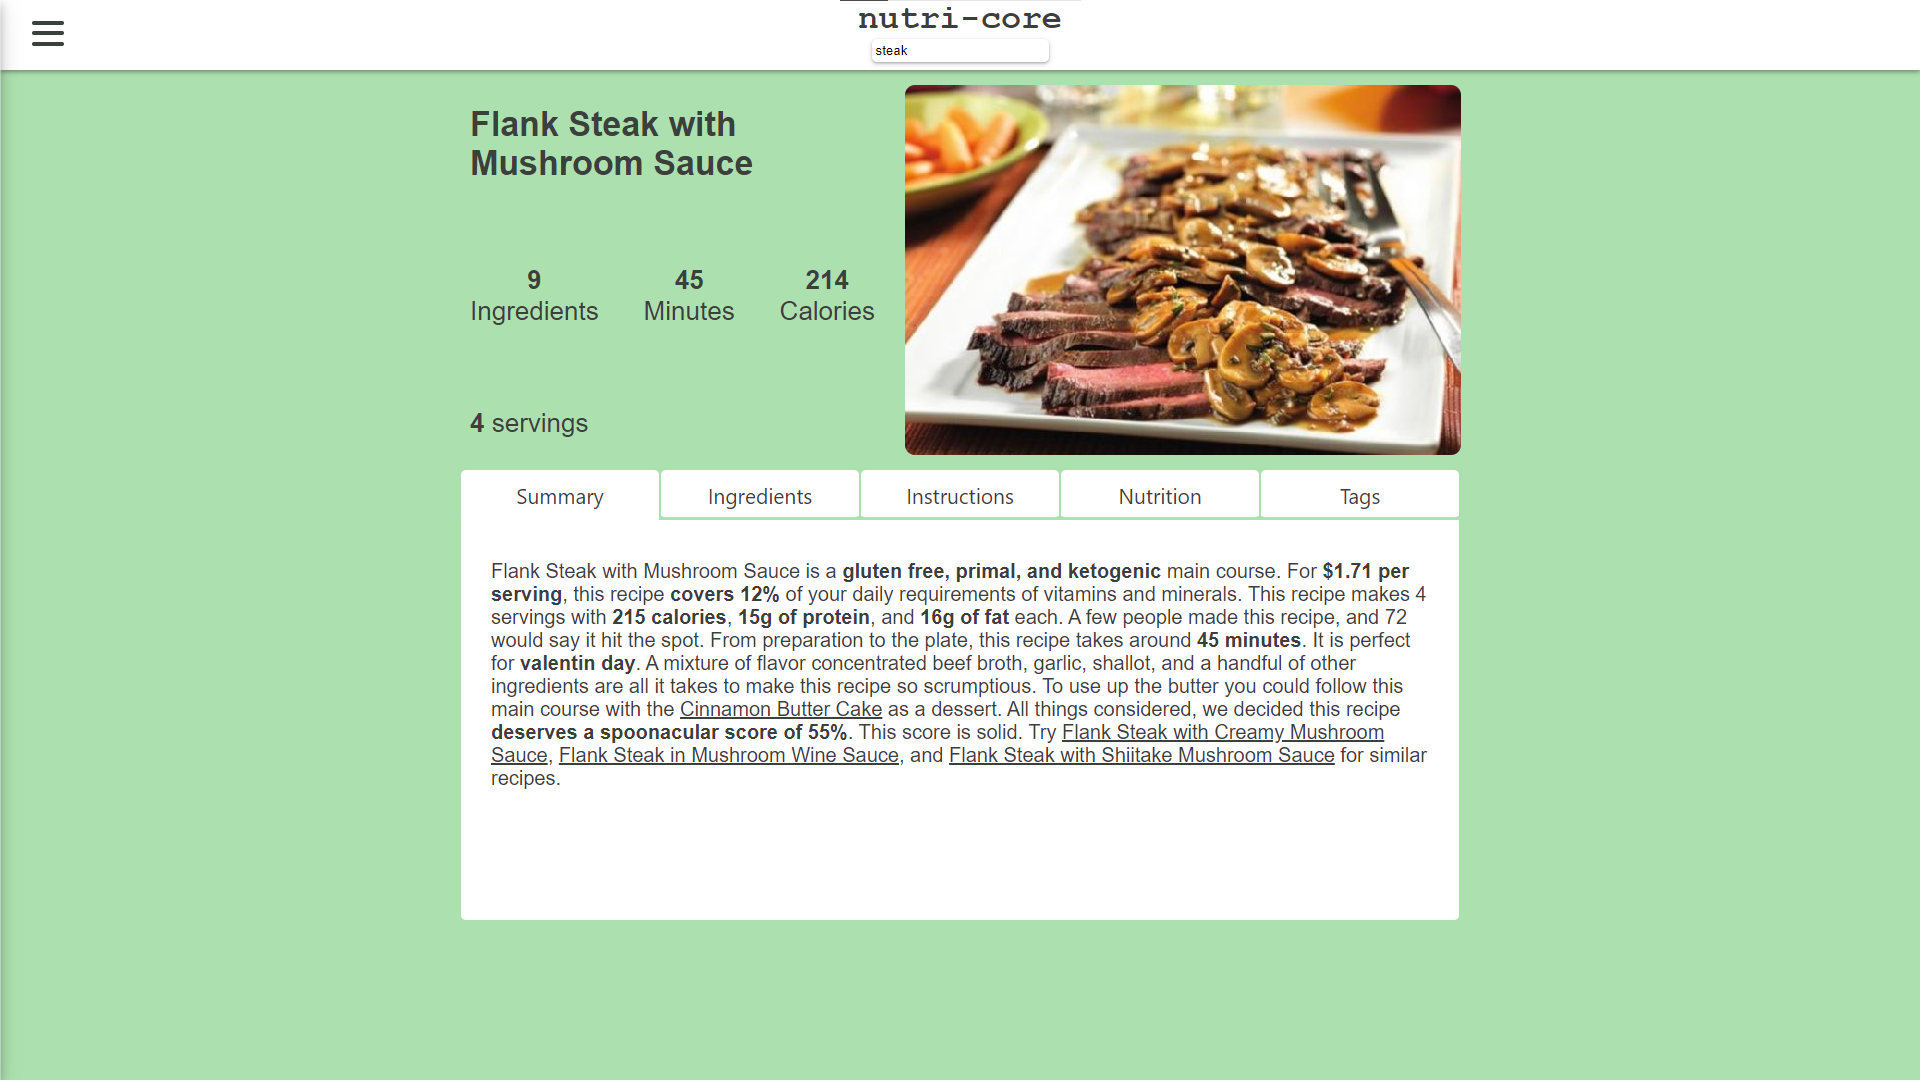 nutri-core
steak
Flank Steak with
Mushroom Sauce
9
Ingredients
45
Minutes
214
Calories
4 servings
Summary
Ingredients
Instructions
Nutrition
Tags
Flank Steak with Mushroom Sauce is a gluten free, primal, and ketogenic main course. For $1.71 per
serving, this recipe covers 12% of your daily requirements of vitamins and minerals. This recipe makes 4
servings with 215 calories, 15g of protein, and 16g of fat each. A few people made this recipe, and 72
would say it hit the spot. From preparation to the plate, this recipe takes around 45 minutes. It is perfect
for valentin day. A mixture of flavor concentrated beef broth, garlic, shallot, and a handful of other
ingredients are all it takes to make this recipe so scrumptious. To use up the butter you could follow this
main course with the Cinnamon Butter Cake as a dessert. All things considered, we decided this recipe
deserves a spoonacular score of 55%. This score is solid. Try Flank Steak with Creamy Mushroom
Sauce, Flank Steak in Mushroom Wine Sauce, and Flank Steak with Shiitake Mushroom Sauce for similar
recipes.